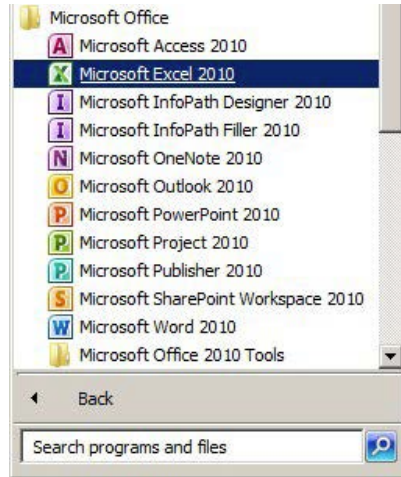 Microsoft Office
Microsoft Access 2010
Microsoft Excel 2010
Microsoft InfoPath Designer 2010
Microsoft InfoPath Filler 2010
Microsoft OneNote 2010
Microsoft Outlook 2010
Microsoft PowerPoint 2010
Microsoft Project 2010
Microsoft Publisher 2010
Microsoft SharePoint Workspace 2010
Microsoft Word 2010
Microsoft Office 2010 Tools
Back
Search programs and files